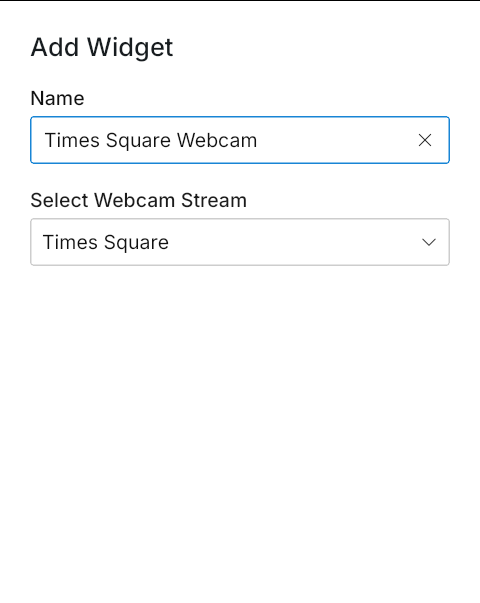 Add Widget
Name
Times Square Webcam
Select Webcam Stream
Times Square